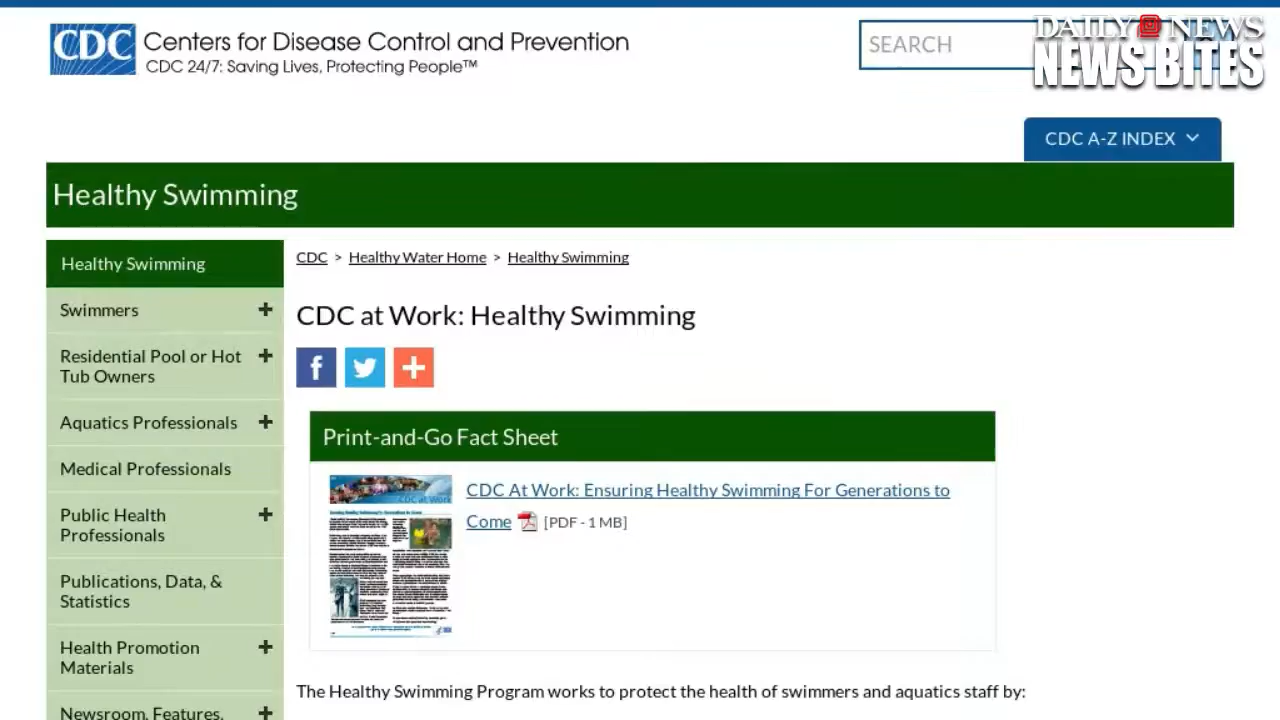 CDC Centers for Disease Control and Prevention
CDC 24/7: Saving Lives, Protecting People™
SEARCH
DAILY NEWS
NEWS BITES
CDC A-Z INDEX
Healthy Swimming
Healthy Swimming
Swimmers
Residential Pool or Hot
Tub Owners
Aquatics Professionals
Medical Professionals
Public Health
Professionals
Publications, Data, &
Statistics
Health Promotion
Materials
Newsroom, Features,
CDC > Healthy Water Home > Healthy Swimming
CDC at Work: Healthy Swimming
Print-and-Go Fact Sheet
CDC at Work
CDC At Work: Ensuring Healthy Swimming For Generations to
Come [PDF - 1 MB]
The Healthy Swimming Program works to protect the health of swimmers and aquatics staff by: